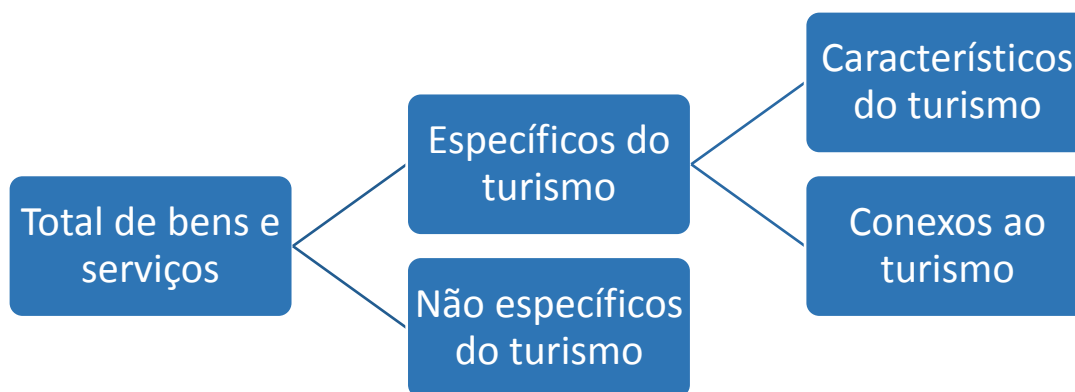 Total de bens e
serviços
Específicos do
turismo
Não específicos
do turismo
Característicos
do turismo
Conexos ao
turismo